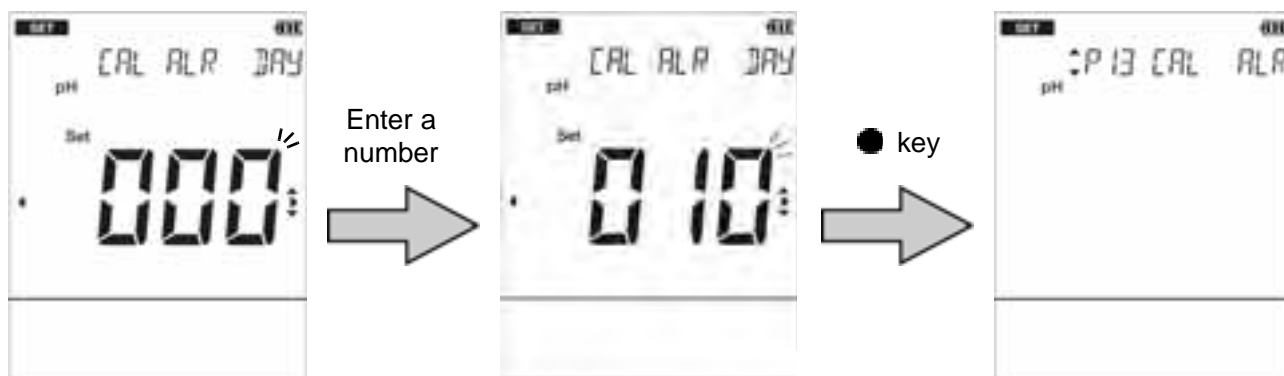 SET
CAL ALR DAY
pH
Set
000
Enter a
number
SET
CAL ALR DAY
pH
Set
010
key
SET
P13 CAL ALA
pH